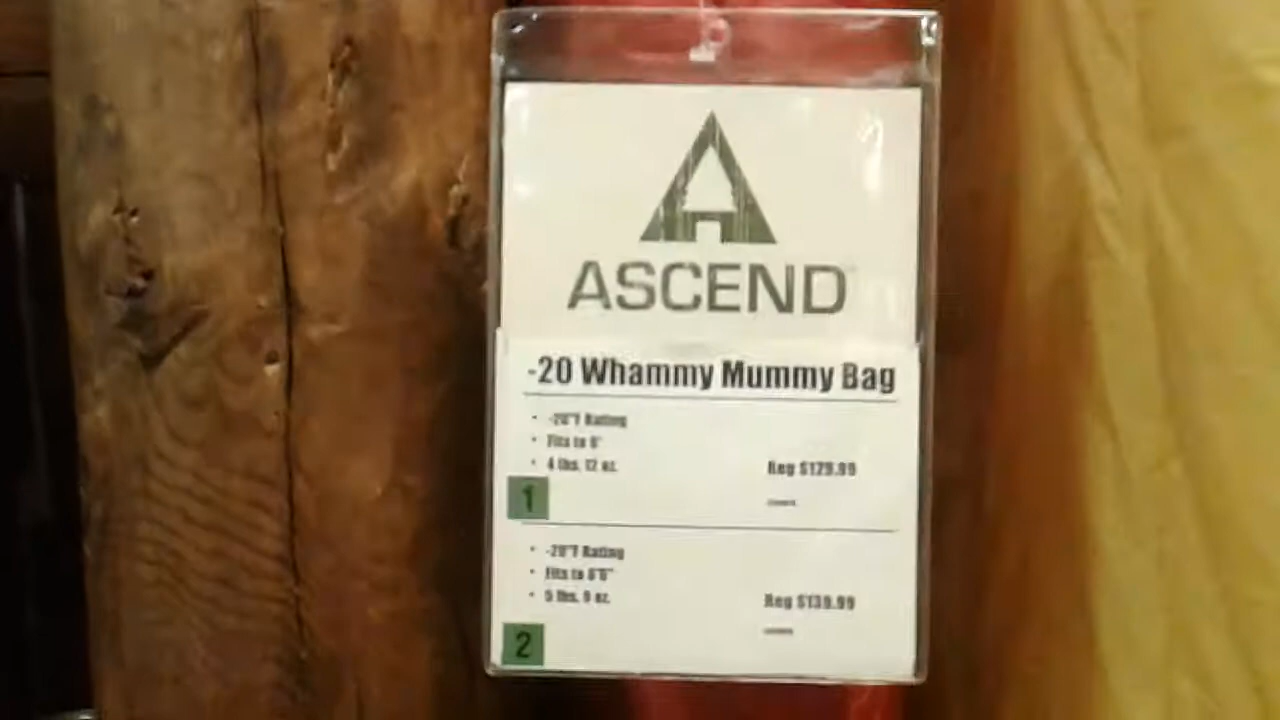 ASCEND
-20 Whammy Mummy Bag
• -20°F Rating
• Fits to 6'
• 4 lbs. 12 oz.
Reg $129.99
1
• -20°F Rating
• Fits to 6'6"
• 5 lbs. 9 oz.
Reg $139.99
2